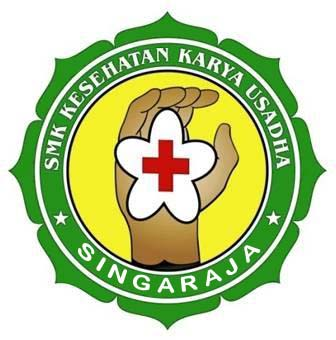 SMK KESEHATAN KARYA USADHA
SINGARAJA